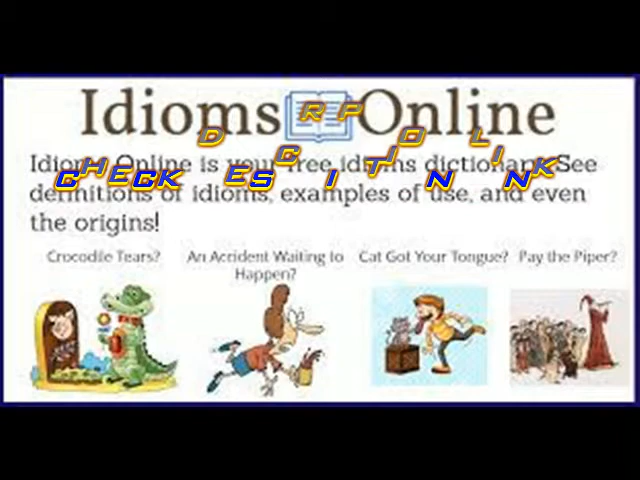 Idioms Online
Idioms Online is your free idioms dictionary. See
definitions of idioms, examples of use, and even
the origins!
CHECK DESCRIPTION LINK
Crocodile Tears?
An Accident Waiting to
Happen?
Cat Got Your Tongue?
Pay the Piper?